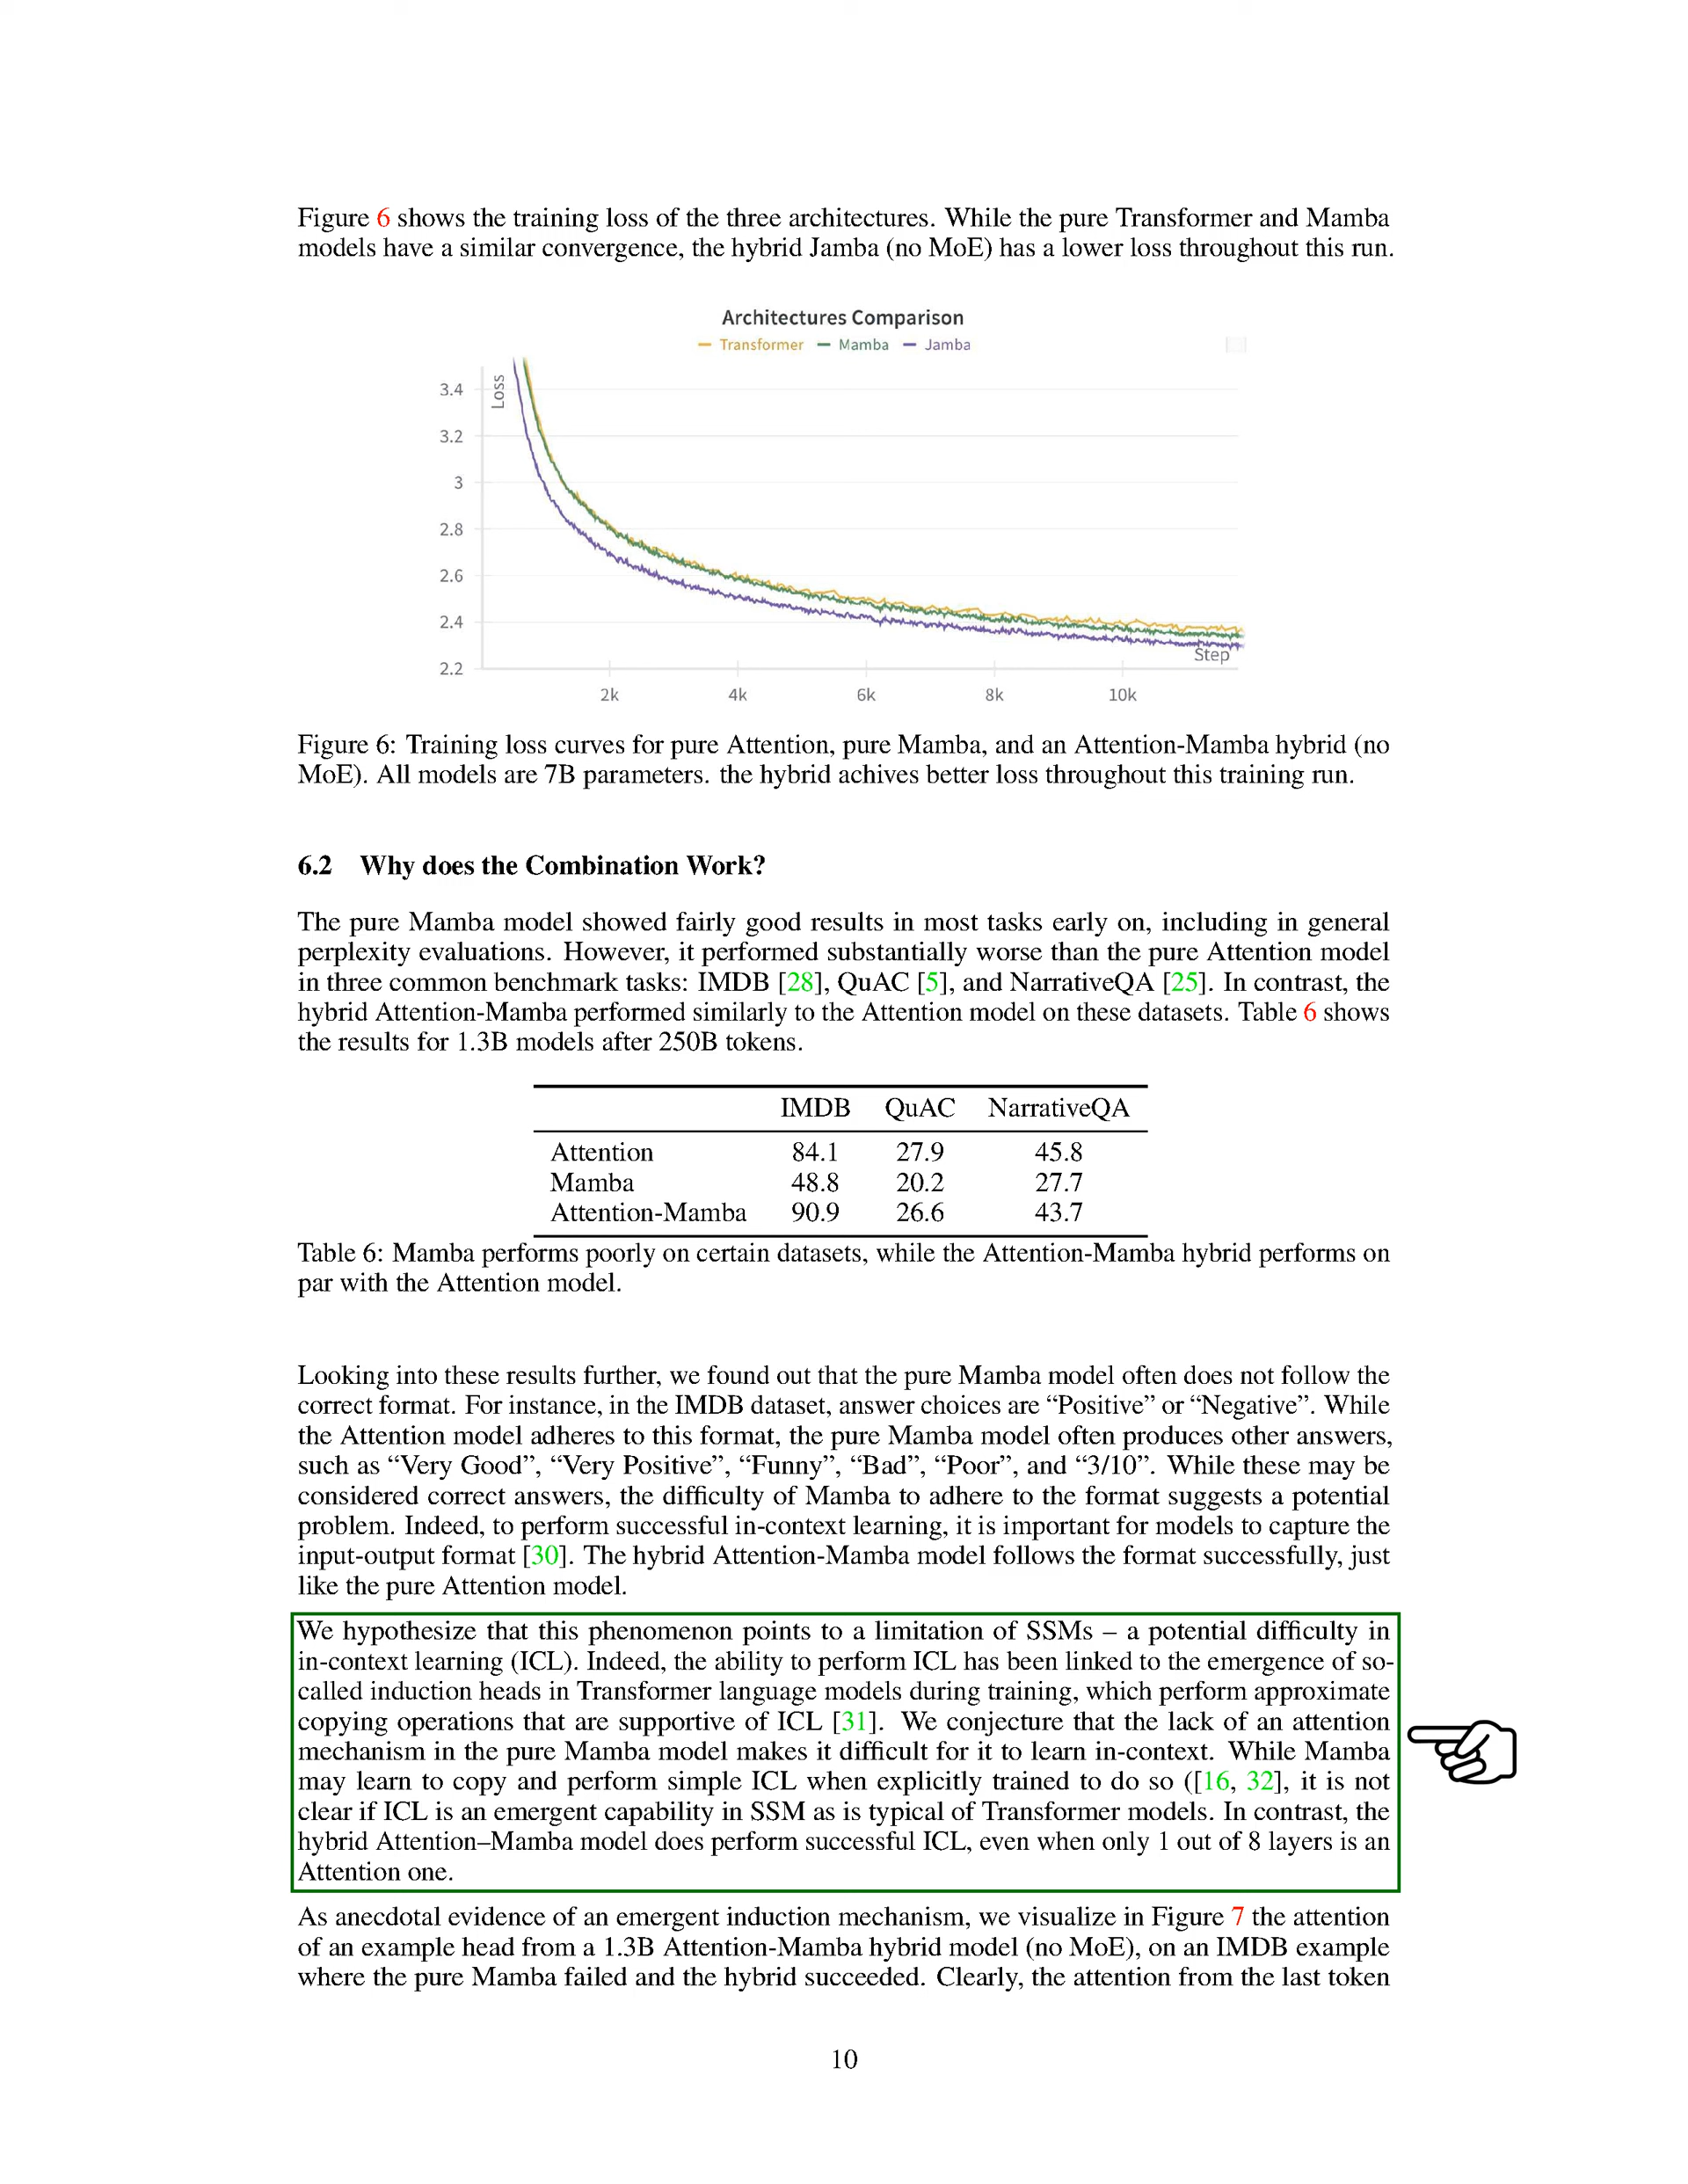 Figure 6 shows the training loss of the three architectures. While the pure Transformer and Mamba
models have a similar convergence, the hybrid Jamba (no MoE) has a lower loss throughout this run.
Architectures Comparison
Transformer Mamba Jamba
Loss
3.4
3.2
3
2.8
2.6
2.4
2.2
Step
2k 4k 6k 8k 10k
Figure 6: Training loss curves for pure Attention, pure Mamba, and an Attention-Mamba hybrid (no
MoE). All models are 7B parameters. the hybrid achives better loss throughout this training run.
6.2 Why does the Combination Work?
The pure Mamba model showed fairly good results in most tasks early on, including in general
perplexity evaluations. However, it performed substantially worse than the pure Attention model
in three common benchmark tasks: IMDB [28], QuAC [5], and NarrativeQA [25]. In contrast, the
hybrid Attention-Mamba performed similarly to the Attention model on these datasets. Table 6 shows
the results for 1.3B models after 250B tokens.
IMDB QuAC NarrativeQA
Attention 84.1 27.9 45.8
Mamba 48.8 20.2 27.7
Attention-Mamba 90.9 26.6 43.7
Table 6: Mamba performs poorly on certain datasets, while the Attention-Mamba hybrid performs on
par with the Attention model.
Looking into these results further, we found out that the pure Mamba model often does not follow the
correct format. For instance, in the IMDB dataset, answer choices are “Positive” or “Negative”. While
the Attention model adheres to this format, the pure Mamba model often produces other answers,
such as “Very Good”, “Very Positive”, “Funny”, “Bad”, “Poor”, and “3/10”. While these may be
considered correct answers, the difficulty of Mamba to adhere to the format suggests a potential
problem. Indeed, to perform successful in-context learning, it is important for models to capture the
input-output format [30]. The hybrid Attention-Mamba model follows the format successfully, just
like the pure Attention model.
We hypothesize that this phenomenon points to a limitation of SSMs – a potential difficulty in
in-context learning (ICL). Indeed, the ability to perform ICL has been linked to the emergence of so-
called induction heads in Transformer language models during training, which perform approximate
copying operations that are supportive of ICL [31]. We conjecture that the lack of an attention
mechanism in the pure Mamba model makes it difficult for it to learn in-context. While Mamba
may learn to copy and perform simple ICL when explicitly trained to do so ([16, 32], it is not
clear if ICL is an emergent capability in SSM as is typical of Transformer models. In contrast, the
hybrid Attention–Mamba model does perform successful ICL, even when only 1 out of 8 layers is an
Attention one.
As anecdotal evidence of an emergent induction mechanism, we visualize in Figure 7 the attention
of an example head from a 1.3B Attention-Mamba hybrid model (no MoE), on an IMDB example
where the pure Mamba failed and the hybrid succeeded. Clearly, the attention from the last token
10